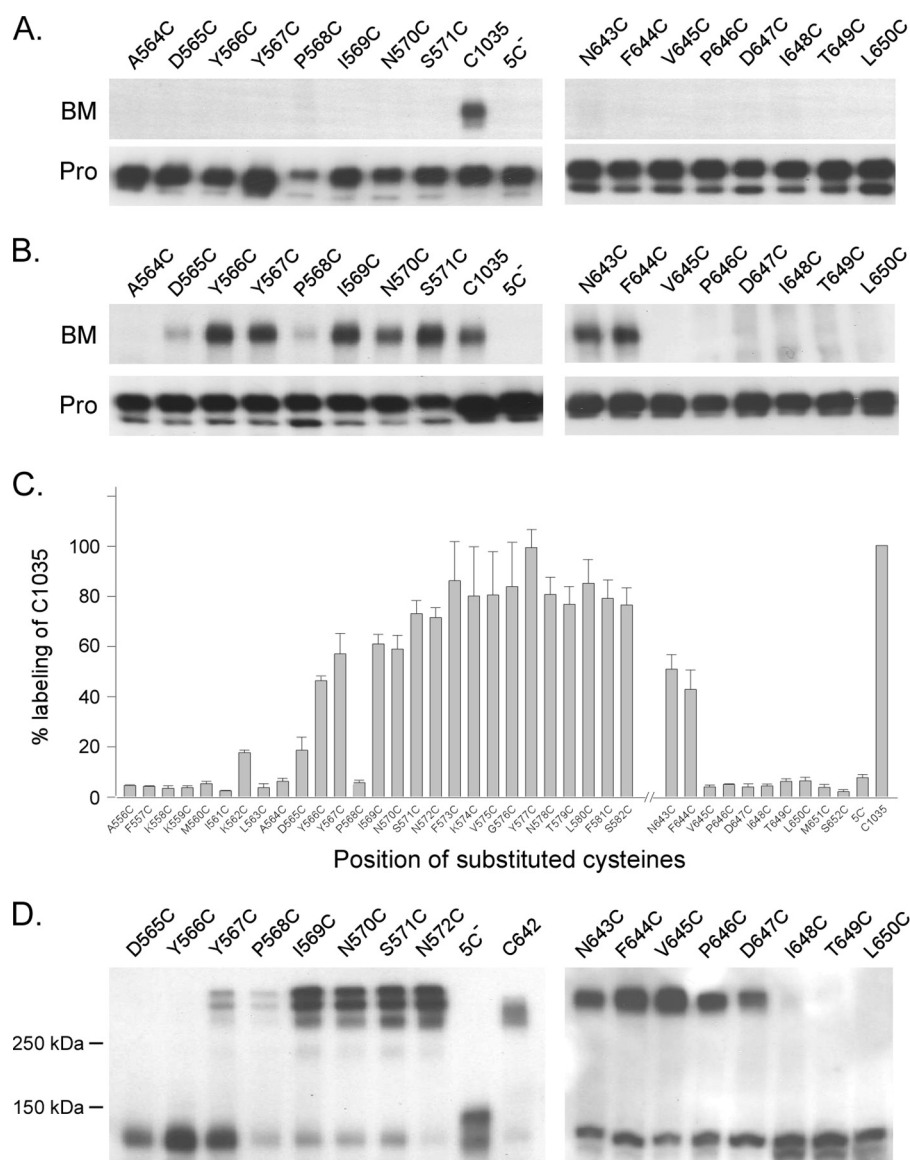 A.
A564C D565C Y566C Y567C P568C I569C N570C S571C C1035 5C⁻ N643C F644C V645C P646C D647C I648C T649C L650C
BM
Pro
B.
A564C D565C Y566C Y567C P568C I569C N570C S571C C1035 5C⁻ N643C F644C V645C P646C D647C I648C T649C L650C
BM
Pro
C.
% labeling of C1035
100
80
60
40
20
0
A556C F557C K558C K559C M560C I561C K562C L563C A564C D565C Y566C Y567C P568C I569C N570C S571C N572C F573C K574C V575C G576C Y577C N578C T579C L580C F581C S582C // N643C F644C V645C P646C D647C I648C T649C L650C M651C S652C 5C⁻ C1035
Position of substituted cysteines
D.
D565C Y566C Y567C P568C I569C N570C S571C N572C 5C⁻ C642 N643C F644C V645C P646C D647C I648C T649C L650C
250 kDa
150 kDa